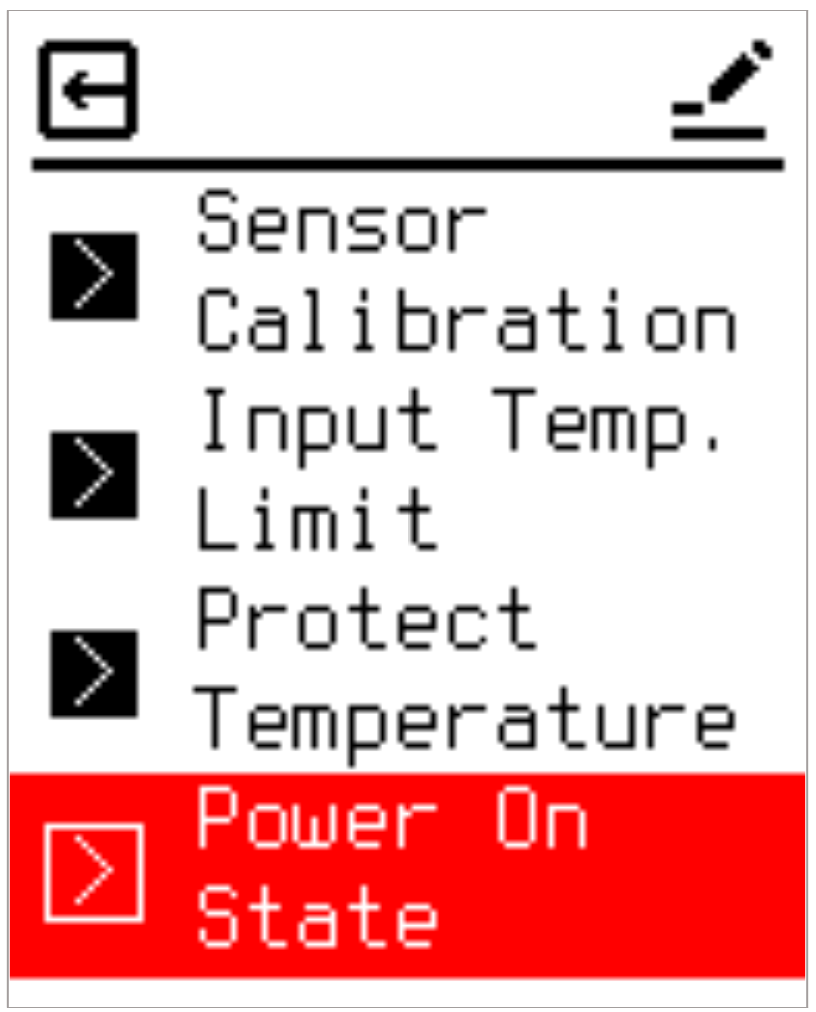 Sensor
Calibration
Input Temp.
Limit
Protect
Temperature
Power On
State